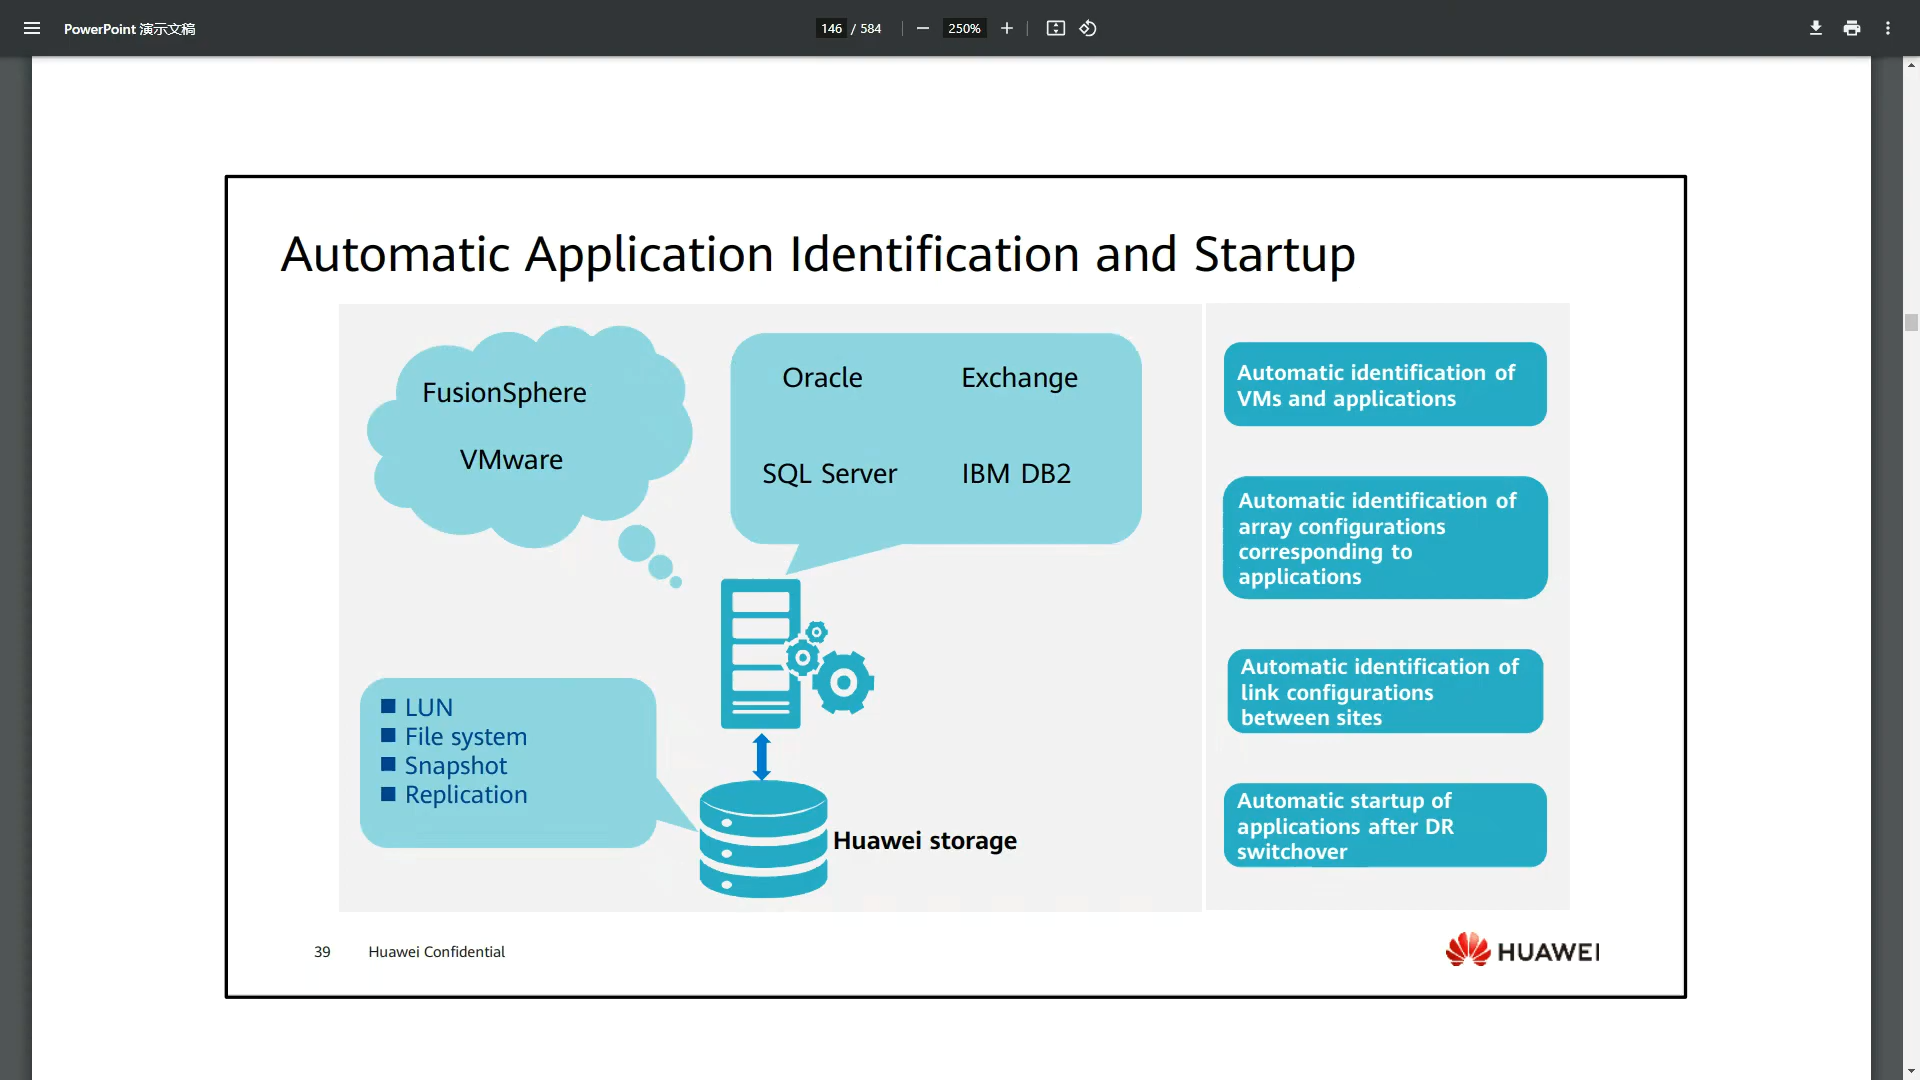 PowerPoint 演示文稿
146 / 584
250%
Automatic Application Identification and Startup
FusionSphere
VMware
Oracle Exchange
SQL Server IBM DB2
LUN
File system
Snapshot
Replication
Huawei storage
Automatic identification of
VMs and applications
Automatic identification of
array configurations
corresponding to
applications
Automatic identification of
link configurations
between sites
Automatic startup of
applications after DR
switchover
39 Huawei Confidential
HUAWEI